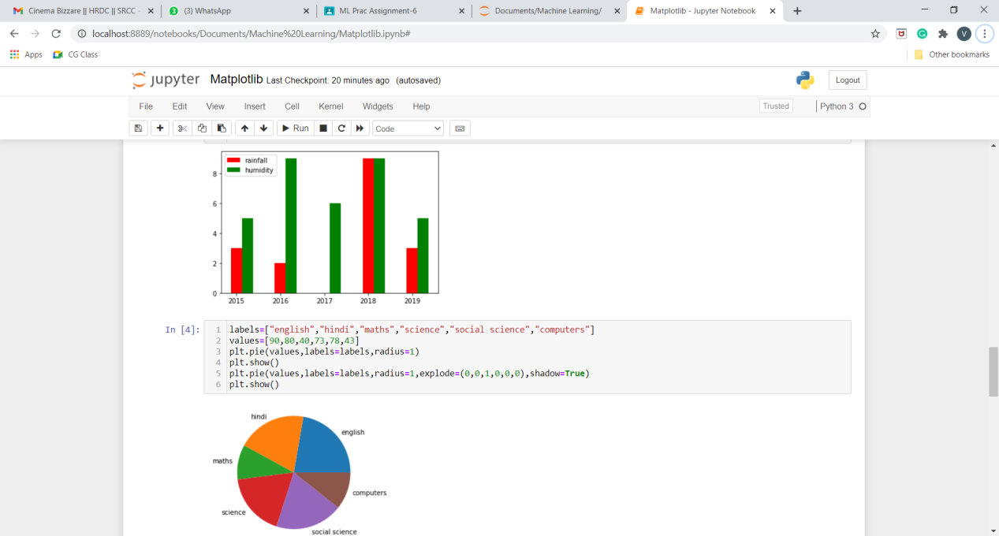 Cinema Bizzare || HRDC || SRCC -
(3) WhatsApp
ML Prac Assignment-6
Documents/Machine Learning/
Matplotlib - Jupyter Notebook
localhost:8889/notebooks/Documents/Machine%20Learning/Matplotlib.ipynb#
V
Apps
CG Class
Other bookmarks
jupyter Matplotlib Last Checkpoint: 20 minutes ago (autosaved)
Logout
File Edit View Insert Cell Kernel Widgets Help
Trusted
Python 3
Run
Code
rainfall
humidity
8
6
4
2
0
2015 2016 2017 2018 2019
In [4]:
1 labels=["english","hindi","maths","science","social science","computers"]
2 values=[90,80,40,73,78,43]
3 plt.pie(values,labels=labels,radius=1)
4 plt.show()
5 plt.pie(values,labels=labels,radius=1,explode=(0,0,1,0,0,0),shadow=True)
6 plt.show()
hindi
english
maths
computers
science
social science